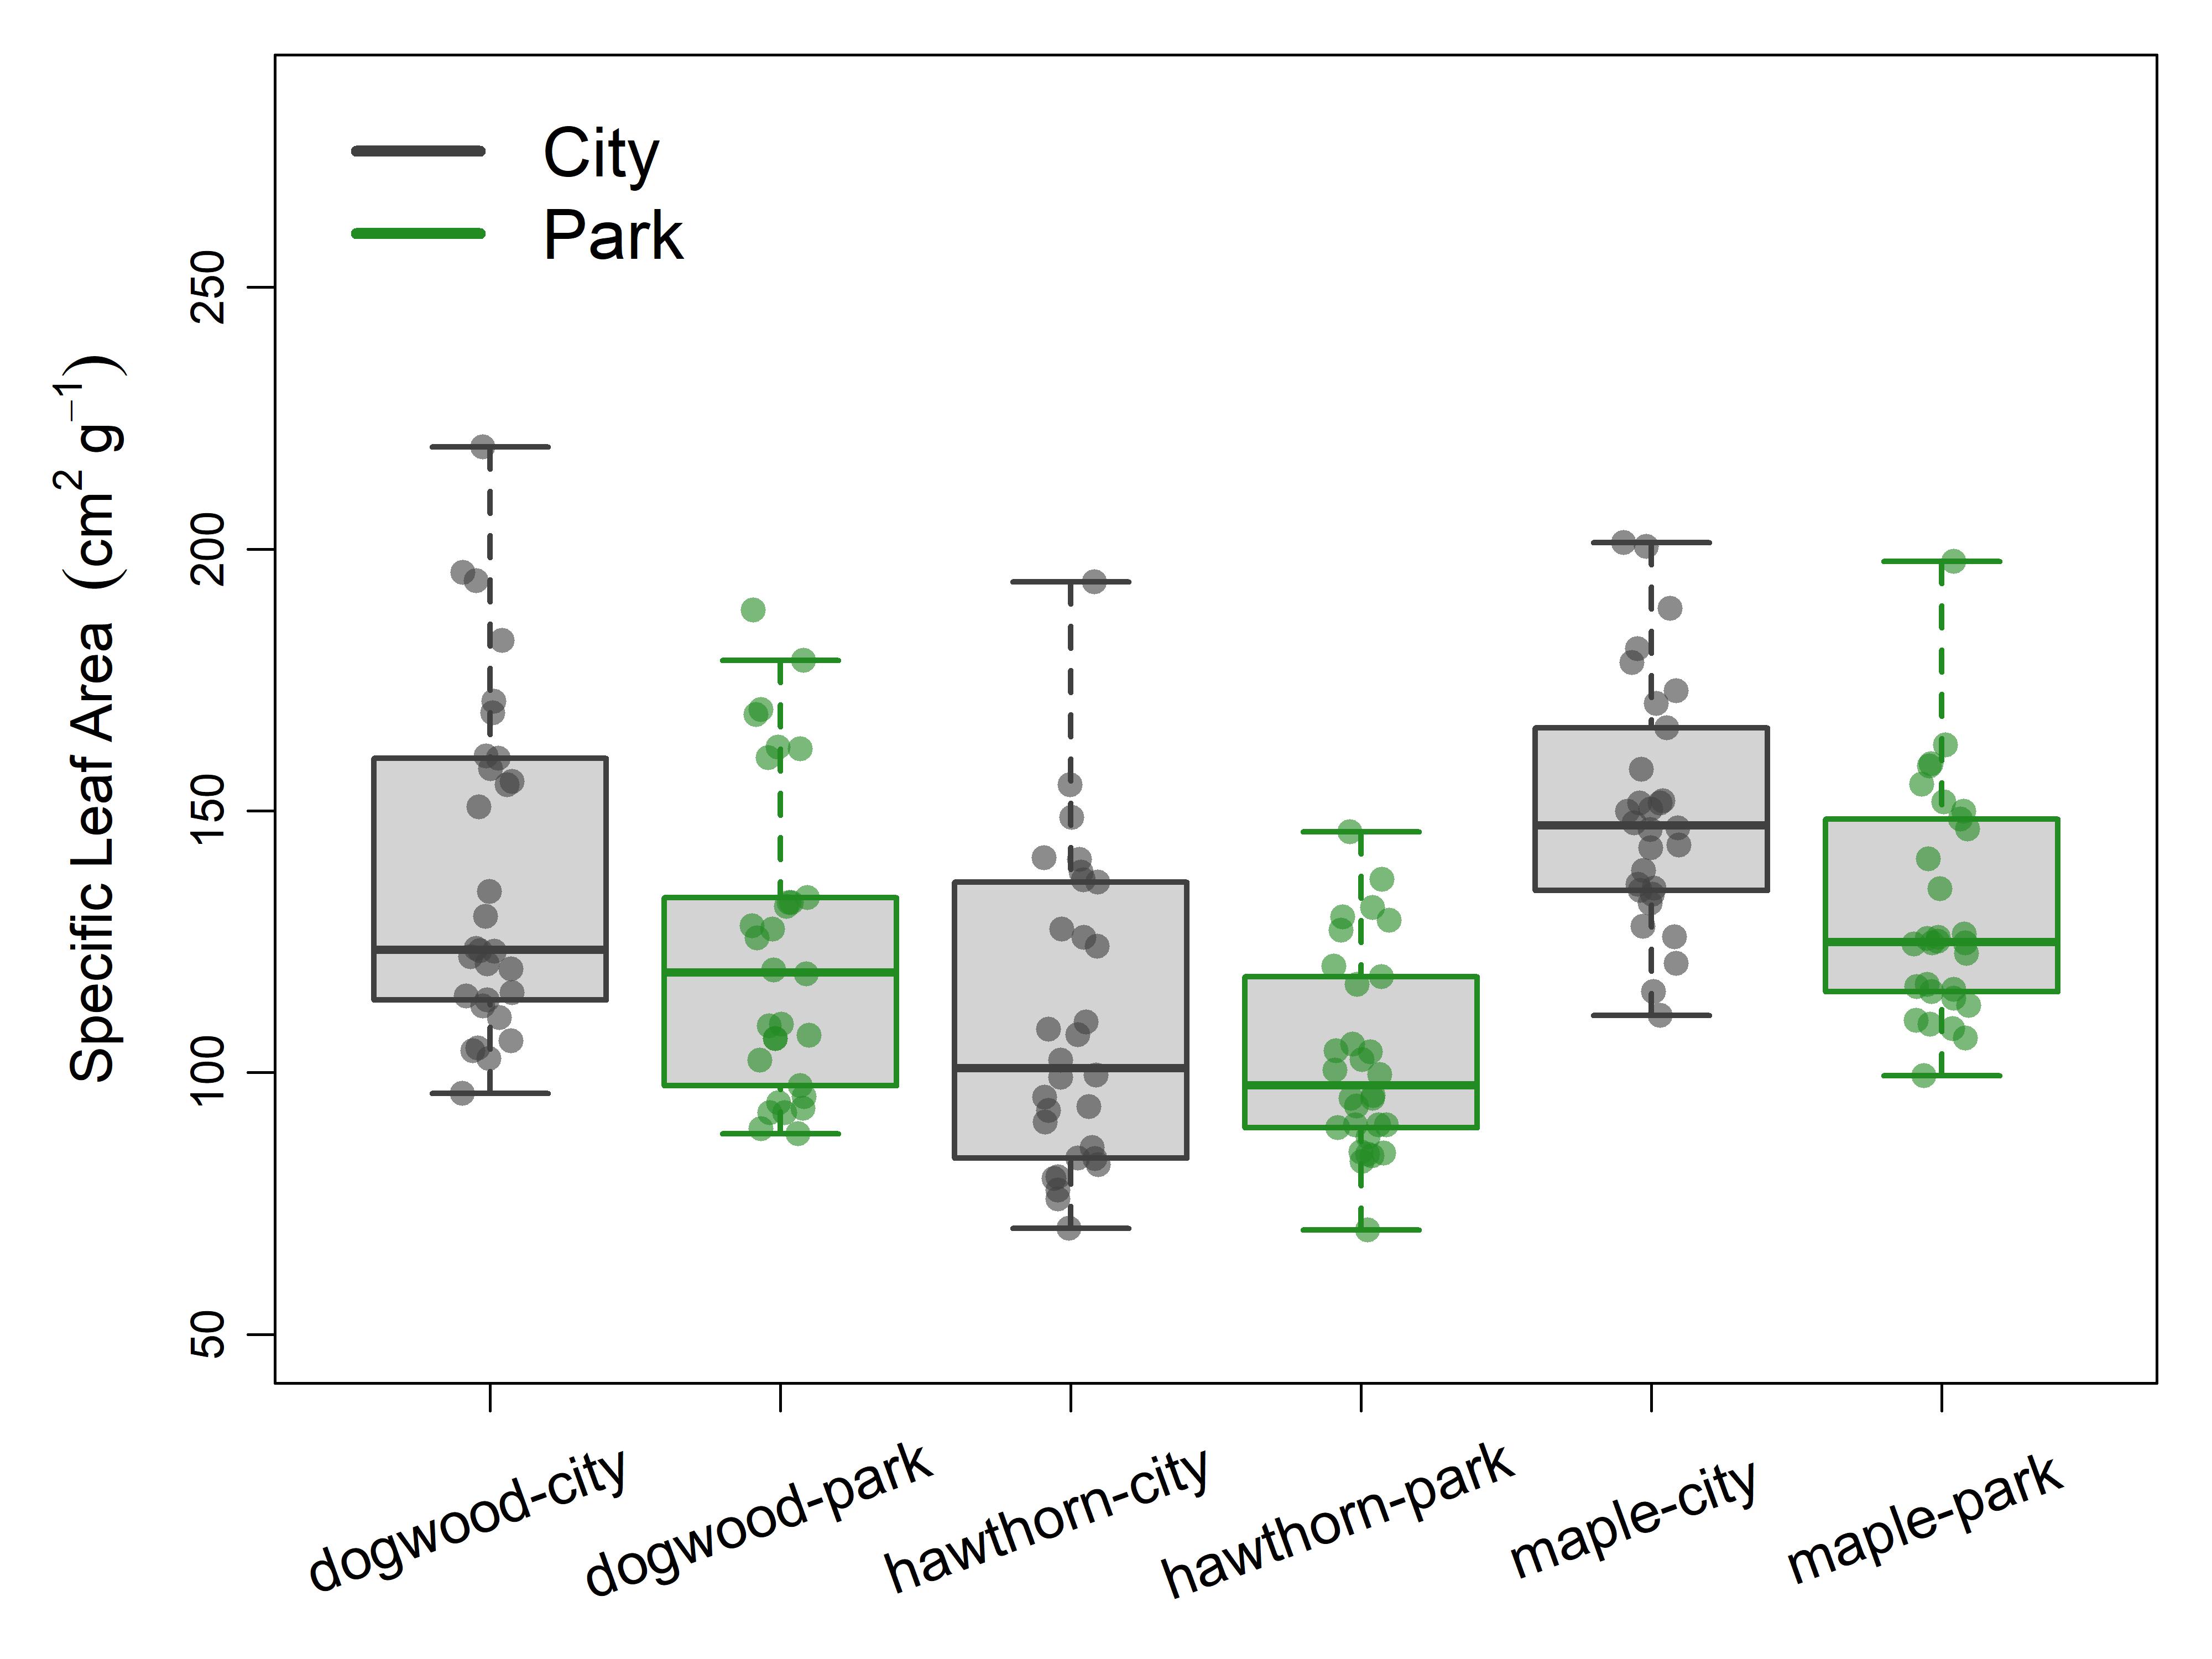 City
Park
Specific Leaf Area (cm² g⁻¹)
250
200
150
100
50
dogwood-city
dogwood-park
hawthorn-city
hawthorn-park
maple-city
maple-park